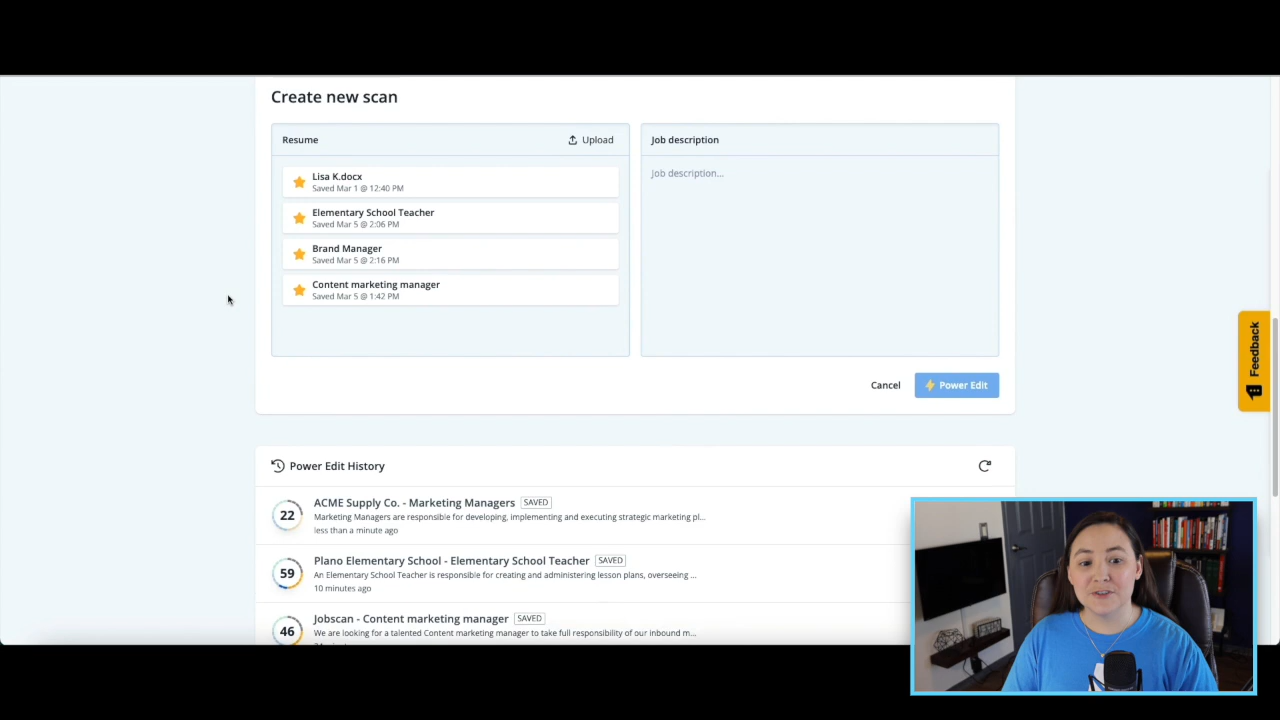 Create new scan
Resume
Upload
Job description
Lisa K.docx
Saved Mar 1 @ 12:40 PM
Job description...
Elementary School Teacher
Saved Mar 5 @ 2:06 PM
Brand Manager
Saved Mar 5 @ 2:16 PM
Content marketing manager
Saved Mar 5 @ 1:42 PM
Feedback
Cancel
Power Edit
Power Edit History
22
ACME Supply Co. - Marketing Managers SAVED
Marketing Managers are responsible for developing, implementing and executing strategic marketing pl...
less than a minute ago
59
Plano Elementary School - Elementary School Teacher SAVED
An Elementary School Teacher is responsible for creating and administering lesson plans, overseeing ...
10 minutes ago
46
Jobscan - Content marketing manager SAVED
We are looking for a talented Content marketing manager to take full responsibility of our inbound m...